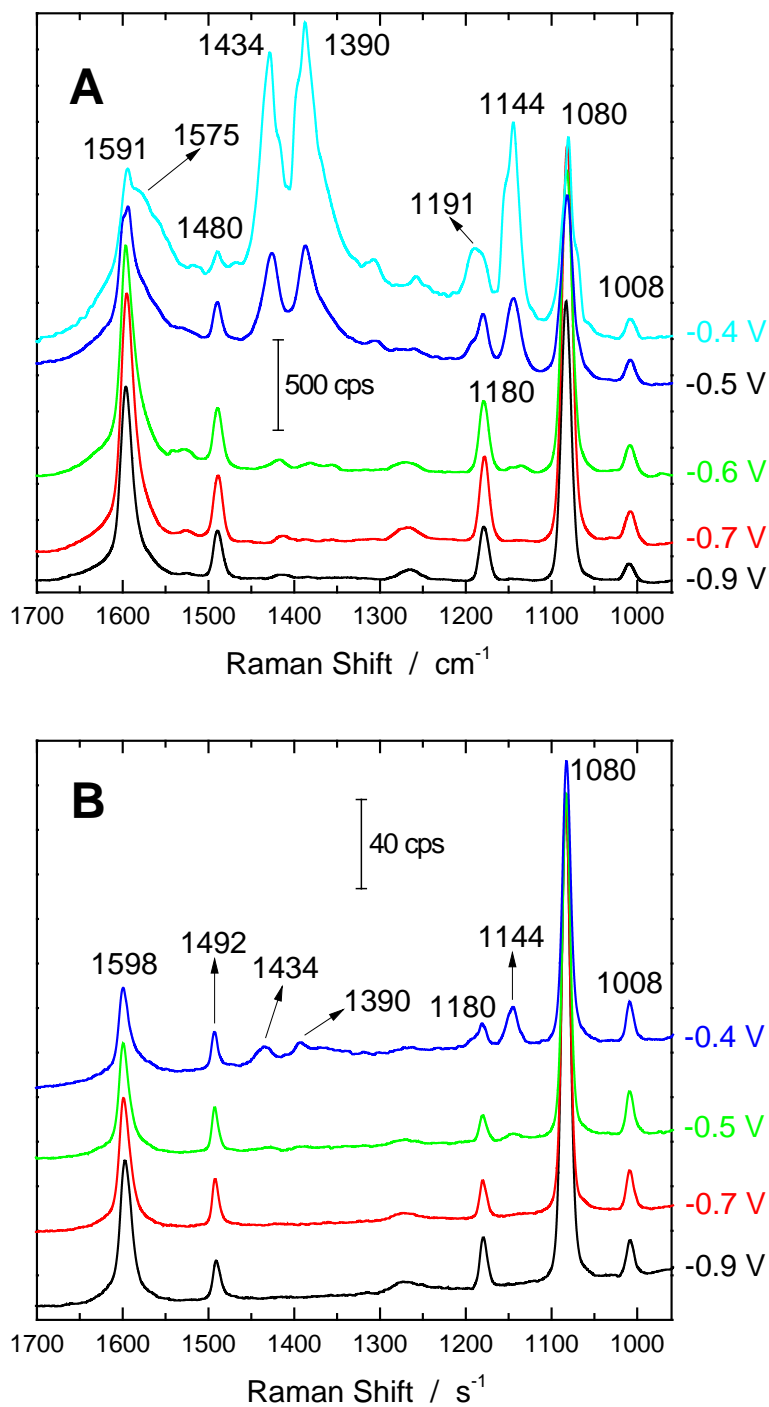 1434 1390
A
1144
1080
1591
1575
1191
1480
1008
-0.4 V
500 cps
-0.5 V
1180
-0.6 V
-0.7 V
-0.9 V
1700 1600 1500 1400 1300 1200 1100 1000
Raman Shift / cm-1
B
1080
40 cps
1492
1144
1598
1434
1390
1180
1008
-0.4 V
-0.5 V
-0.7 V
-0.9 V
1700 1600 1500 1400 1300 1200 1100 1000
Raman Shift / s-1